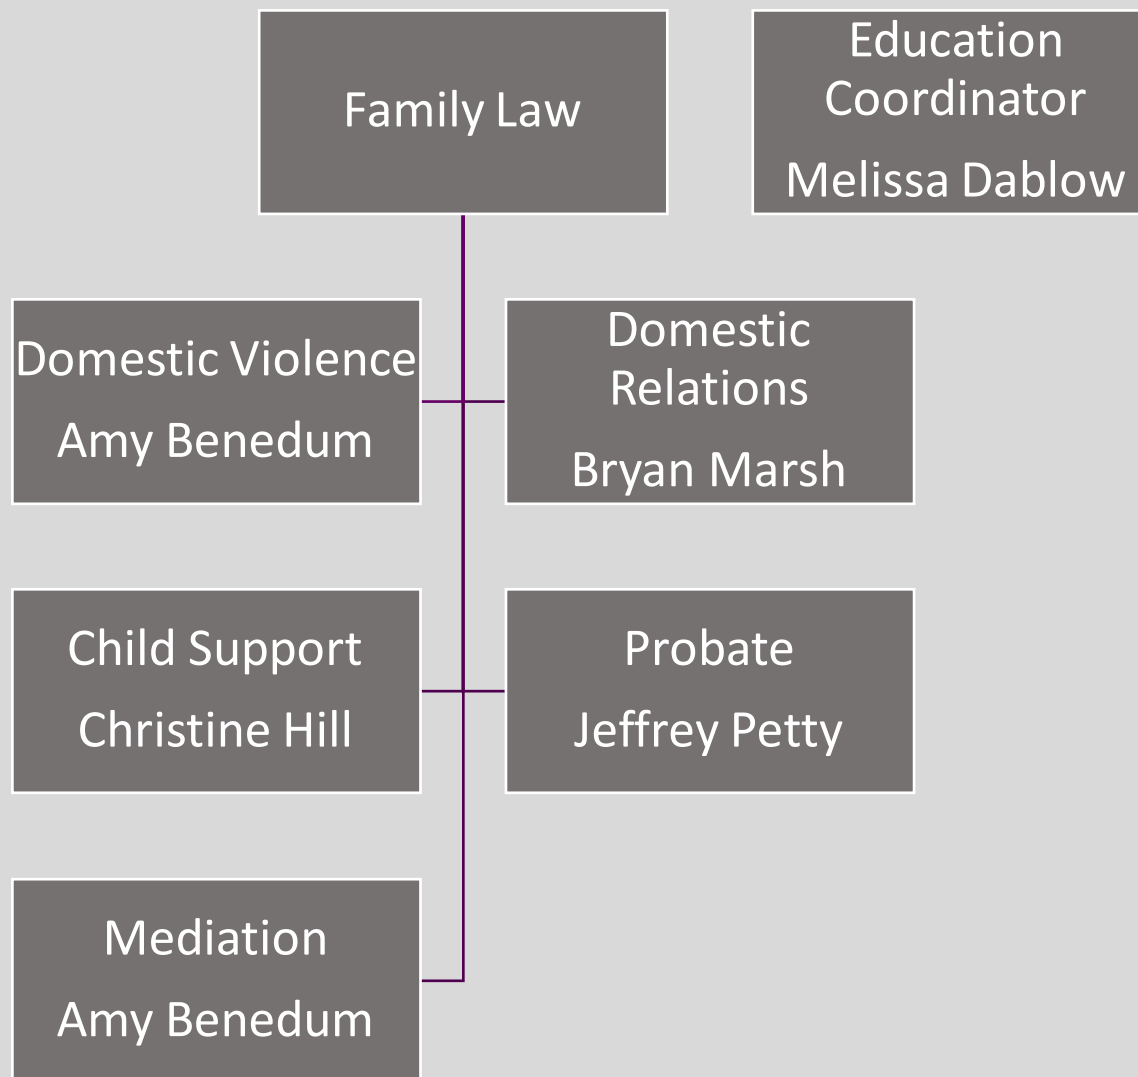 Family Law
Education
Coordinator
Melissa Dablow
Domestic Violence
Amy Benedum
Domestic
Relations
Bryan Marsh
Child Support
Christine Hill
Probate
Jeffrey Petty
Mediation
Amy Benedum